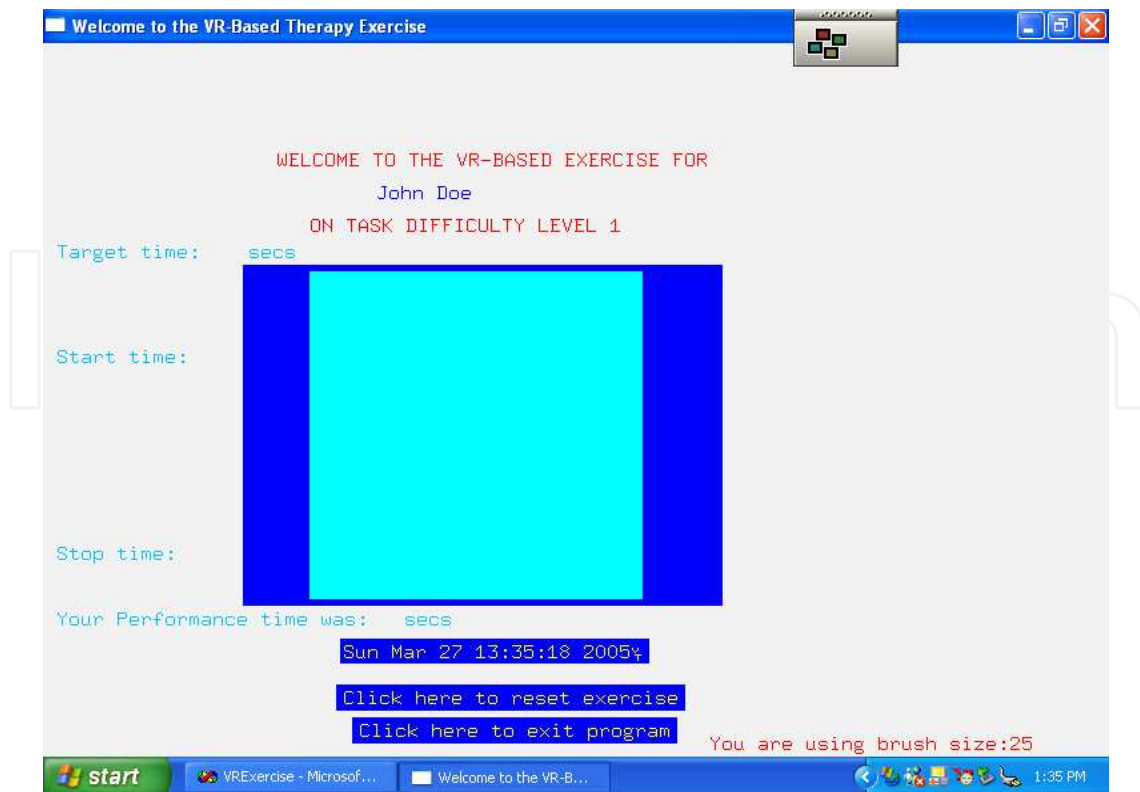 Welcome to the VR-Based Therapy Exercise
WELCOME TO THE VR-BASED EXERCISE FOR
John Doe
ON TASK DIFFICULTY LEVEL 1
Target time: secs
Start time:
Stop time:
Your Performance time was: secs
Sun Mar 27 13:35:18 2005
Click here to reset exercise
Click here to exit program
You are using brush size:25
start VRExercise - Microsof... Welcome to the VR-B... 1:35 PM